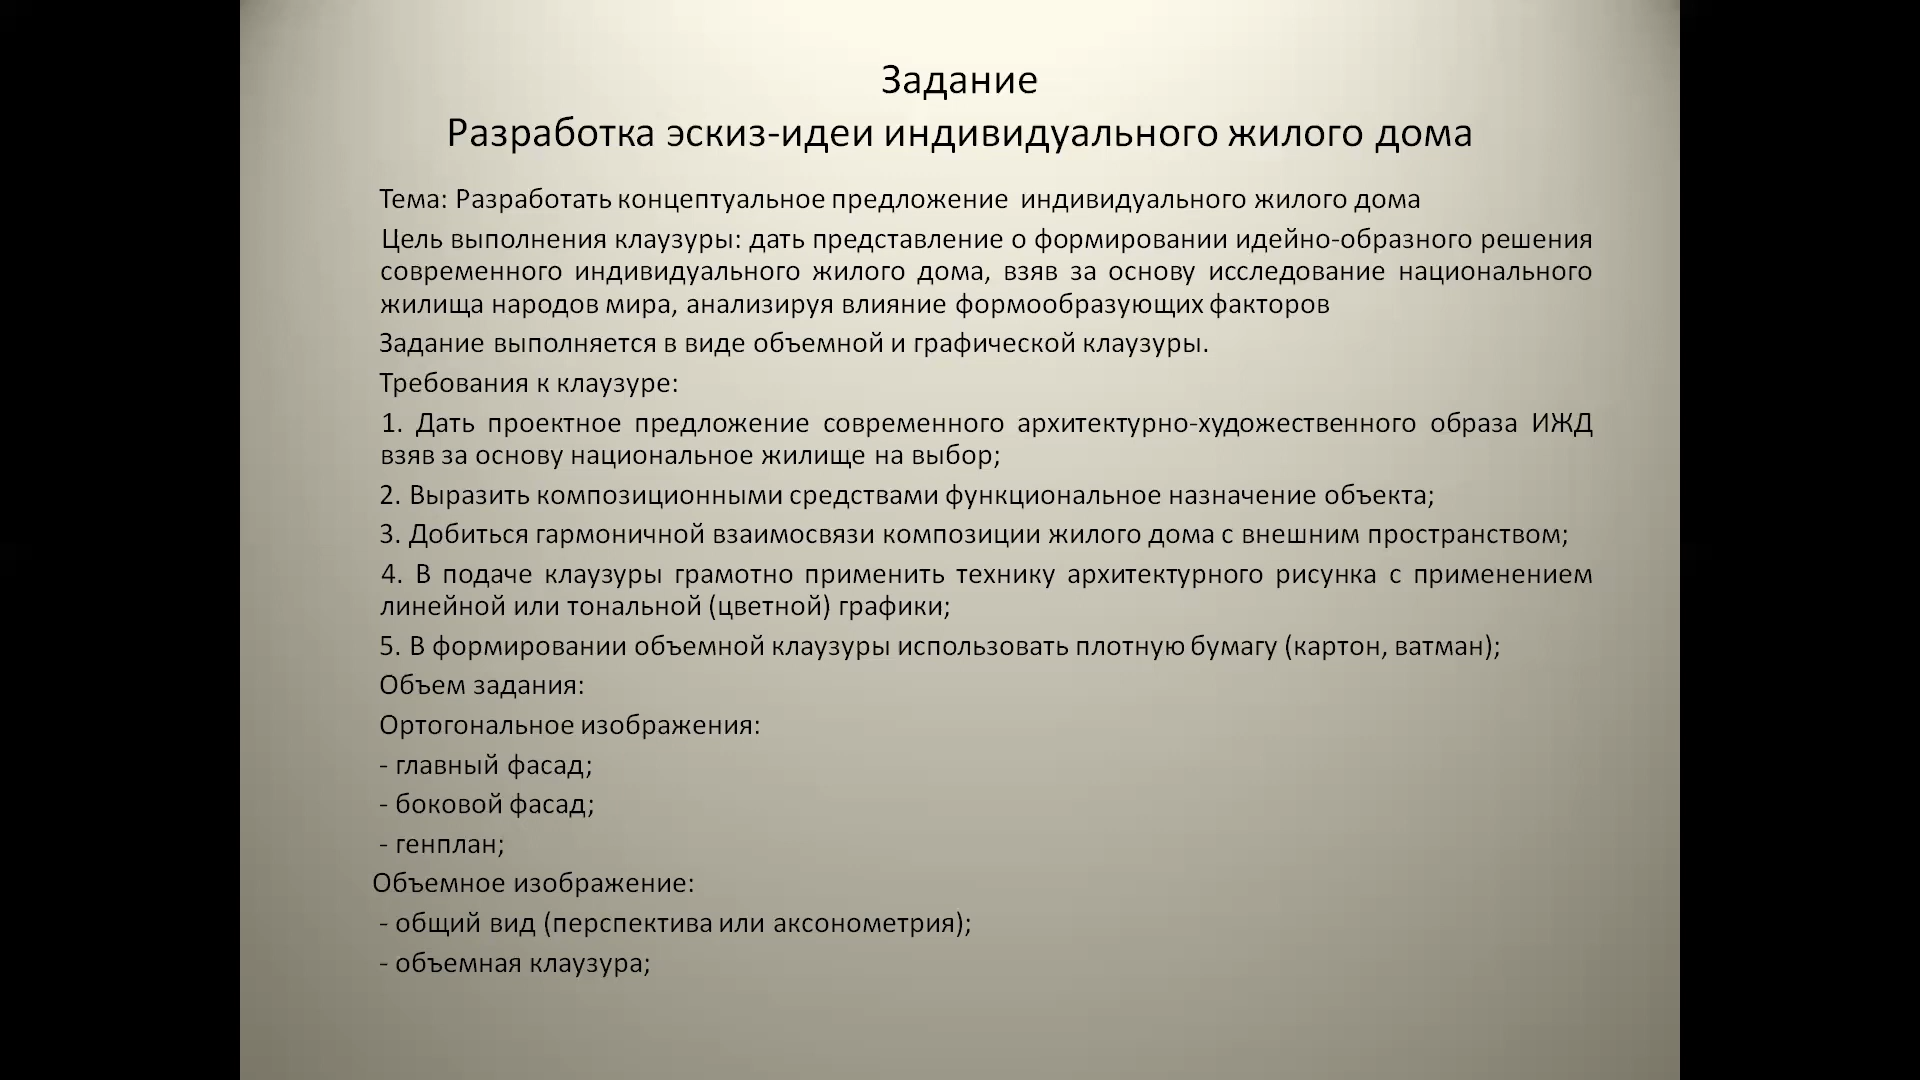 Задание
Разработка эскиз-идеи индивидуального жилого дома
Тема: Разработать концептуальное предложение индивидуального жилого дома
Цель выполнения клаузуры: дать представление о формировании идейно-образного решения
современного индивидуального жилого дома, взяв за основу исследование национального
жилища народов мира, анализируя влияние формообразующих факторов
Задание выполняется в виде объемной и графической клаузуры.
Требования к клаузуре:
1. Дать проектное предложение современного архитектурно-художественного образа ИЖД
взяв за основу национальное жилище на выбор;
2. Выразить композиционными средствами функциональное назначение объекта;
3. Добиться гармоничной взаимосвязи композиции жилого дома с внешним пространством;
4. В подаче клаузуры грамотно применить технику архитектурного рисунка с применением
линейной или тональной (цветной) графики;
5. В формировании объемной клаузуры использовать плотную бумагу (картон, ватман);
Объем задания:
Ортогональное изображения:
- главный фасад;
- боковой фасад;
- генплан;
Объемное изображение:
- общий вид (перспектива или аксонометрия);
- объемная клаузура;